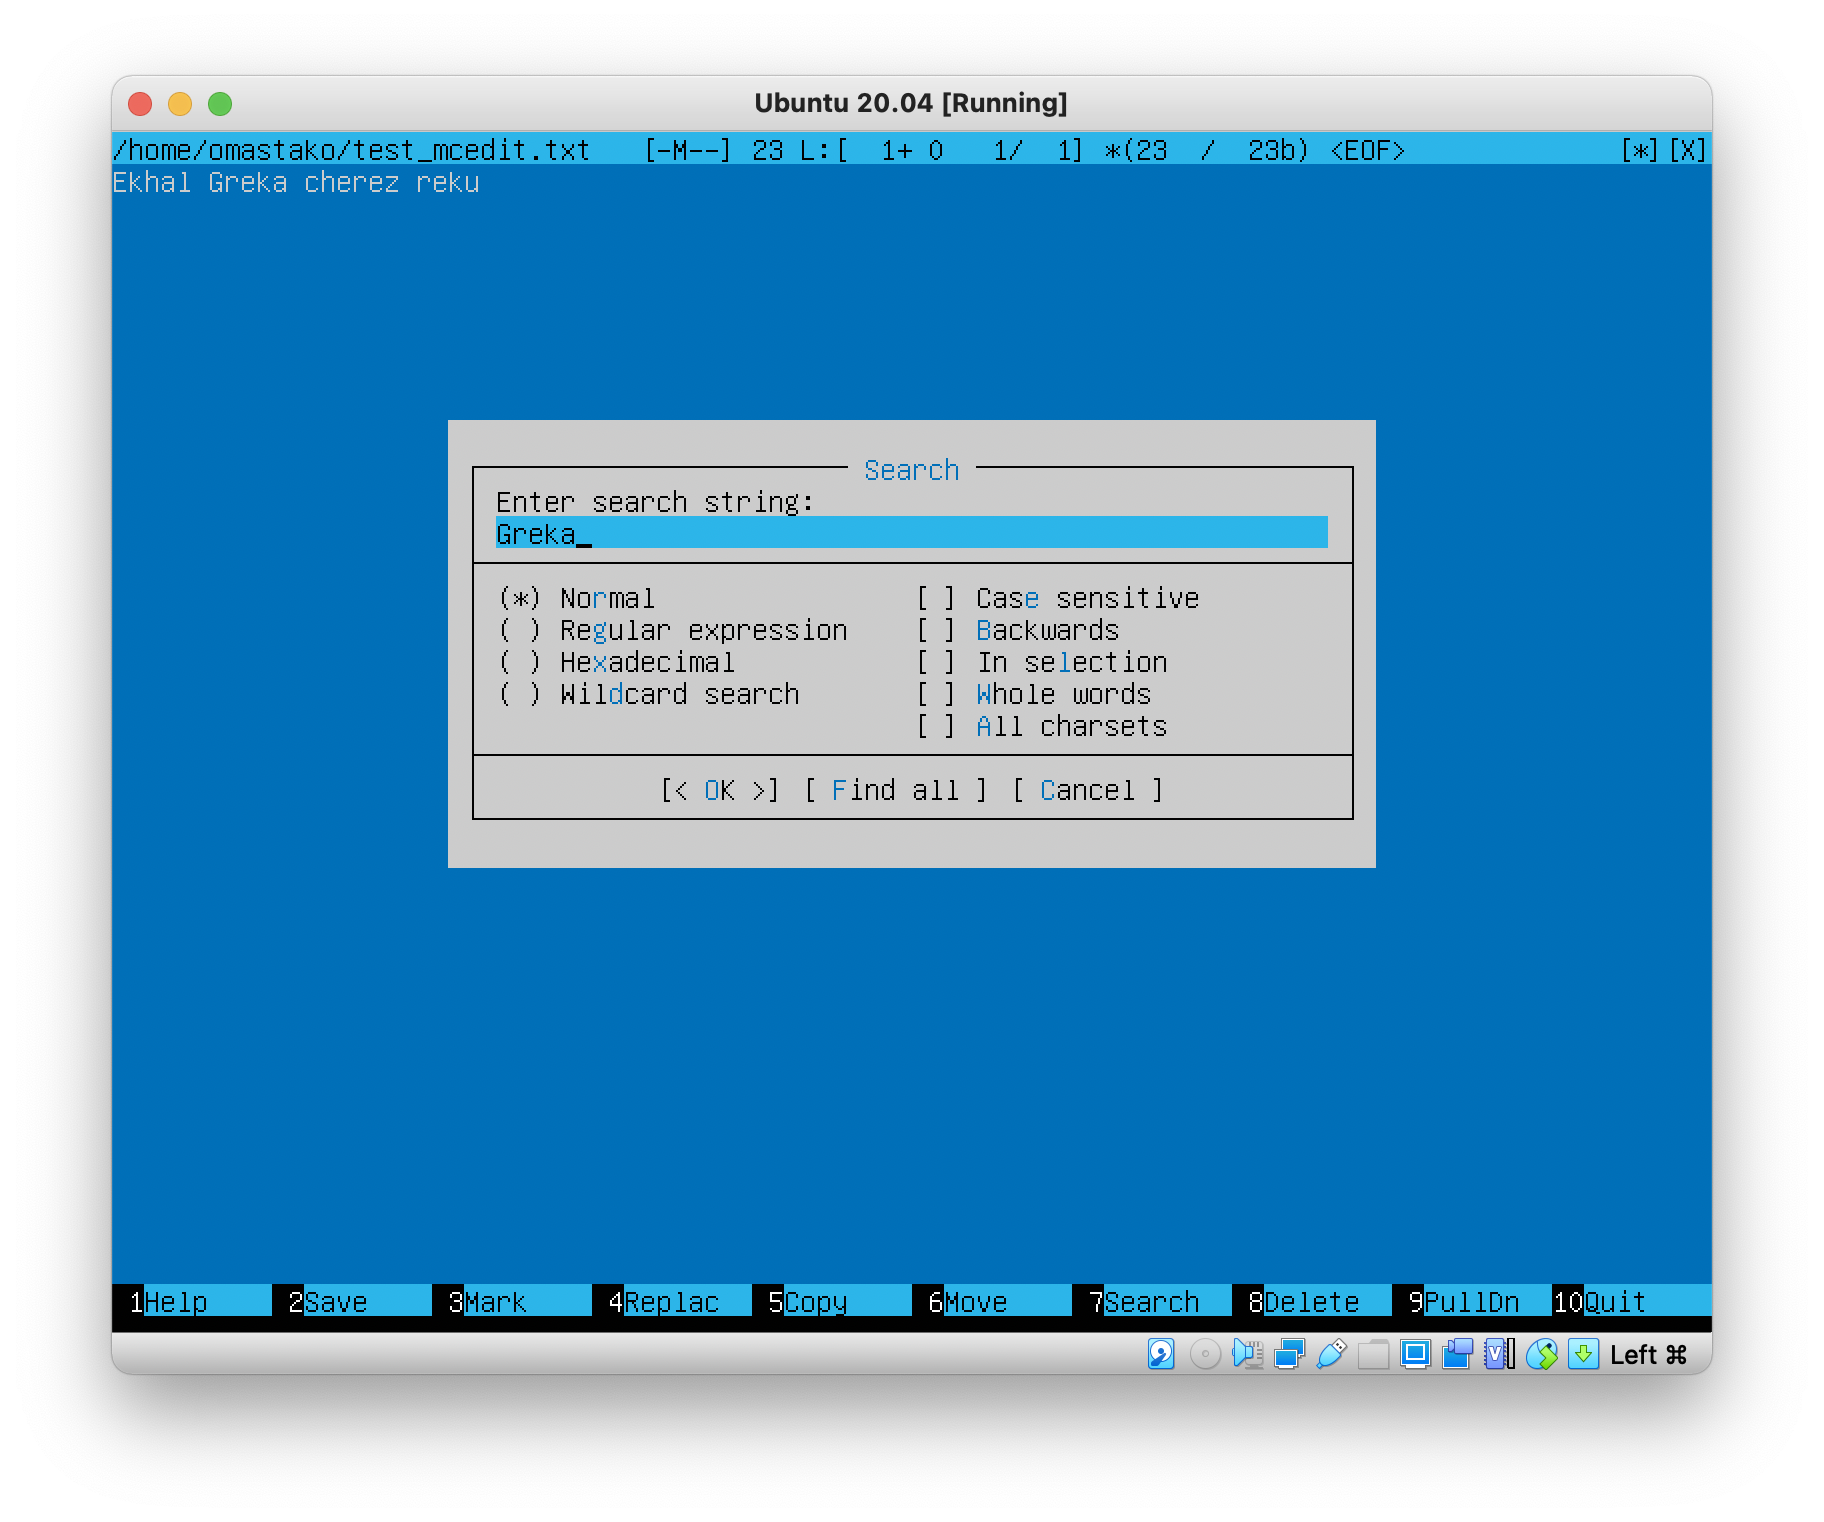 Ubuntu 20.04 [Running]
/home/omastako/test_mcedit.txt [-M--] 23 L:[ 1+ 0 1/ 1] *(23 / 23b) <EOF> [*][X]
Ekhal Greka cherez reku
Search
Enter search string:
Greka_
(*) Normal [ ] Case sensitive
( ) Regular expression [ ] Backwards
( ) Hexadecimal [ ] In selection
( ) Wildcard search [ ] Whole words
[ ] All charsets
[< OK >] [ Find all ] [ Cancel ]
1Help 2Save 3Mark 4Replac 5Copy 6Move 7Search 8Delete 9PullDn 10Quit
Left ⌘